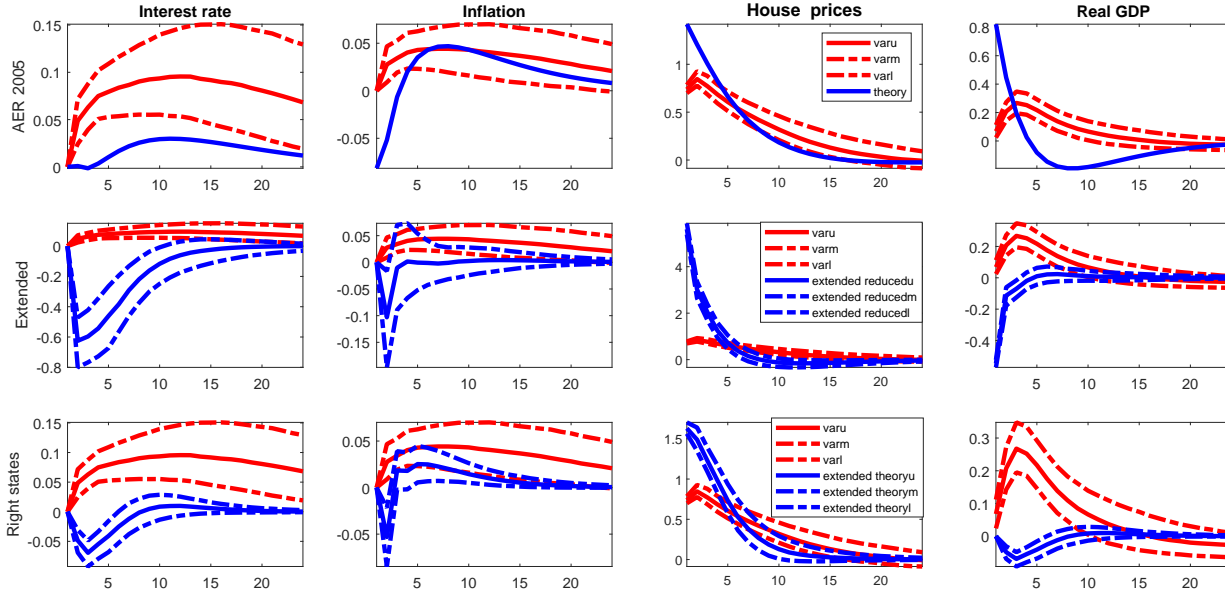 Interest rate
Inflation
House prices
Real GDP
AER 2005
0.15
0.1
0.05
0
5 10 15 20
0.05
0
-0.05
5 10 15 20
1
0
5 10 15 20
varu
varm
varl
theory
0.8
0.6
0.4
0.2
0
5 10 15 20
Extended
0
-0.2
-0.4
-0.6
-0.8
5 10 15 20
0.05
0
-0.05
-0.1
-0.15
5 10 15 20
4
2
0
5 10 15 20
varu
varm
varl
extended reducedu
extended reducedm
extended reducedl
0.2
0
-0.2
-0.4
5 10 15 20
Right states
0.15
0.1
0.05
0
-0.05
5 10 15 20
0.05
0
-0.05
5 10 15 20
1.5
1
0.5
0
5 10 15 20
varu
varm
varl
extended theoryu
extended theorym
extended theoryl
0.3
0.2
0.1
0
5 10 15 20